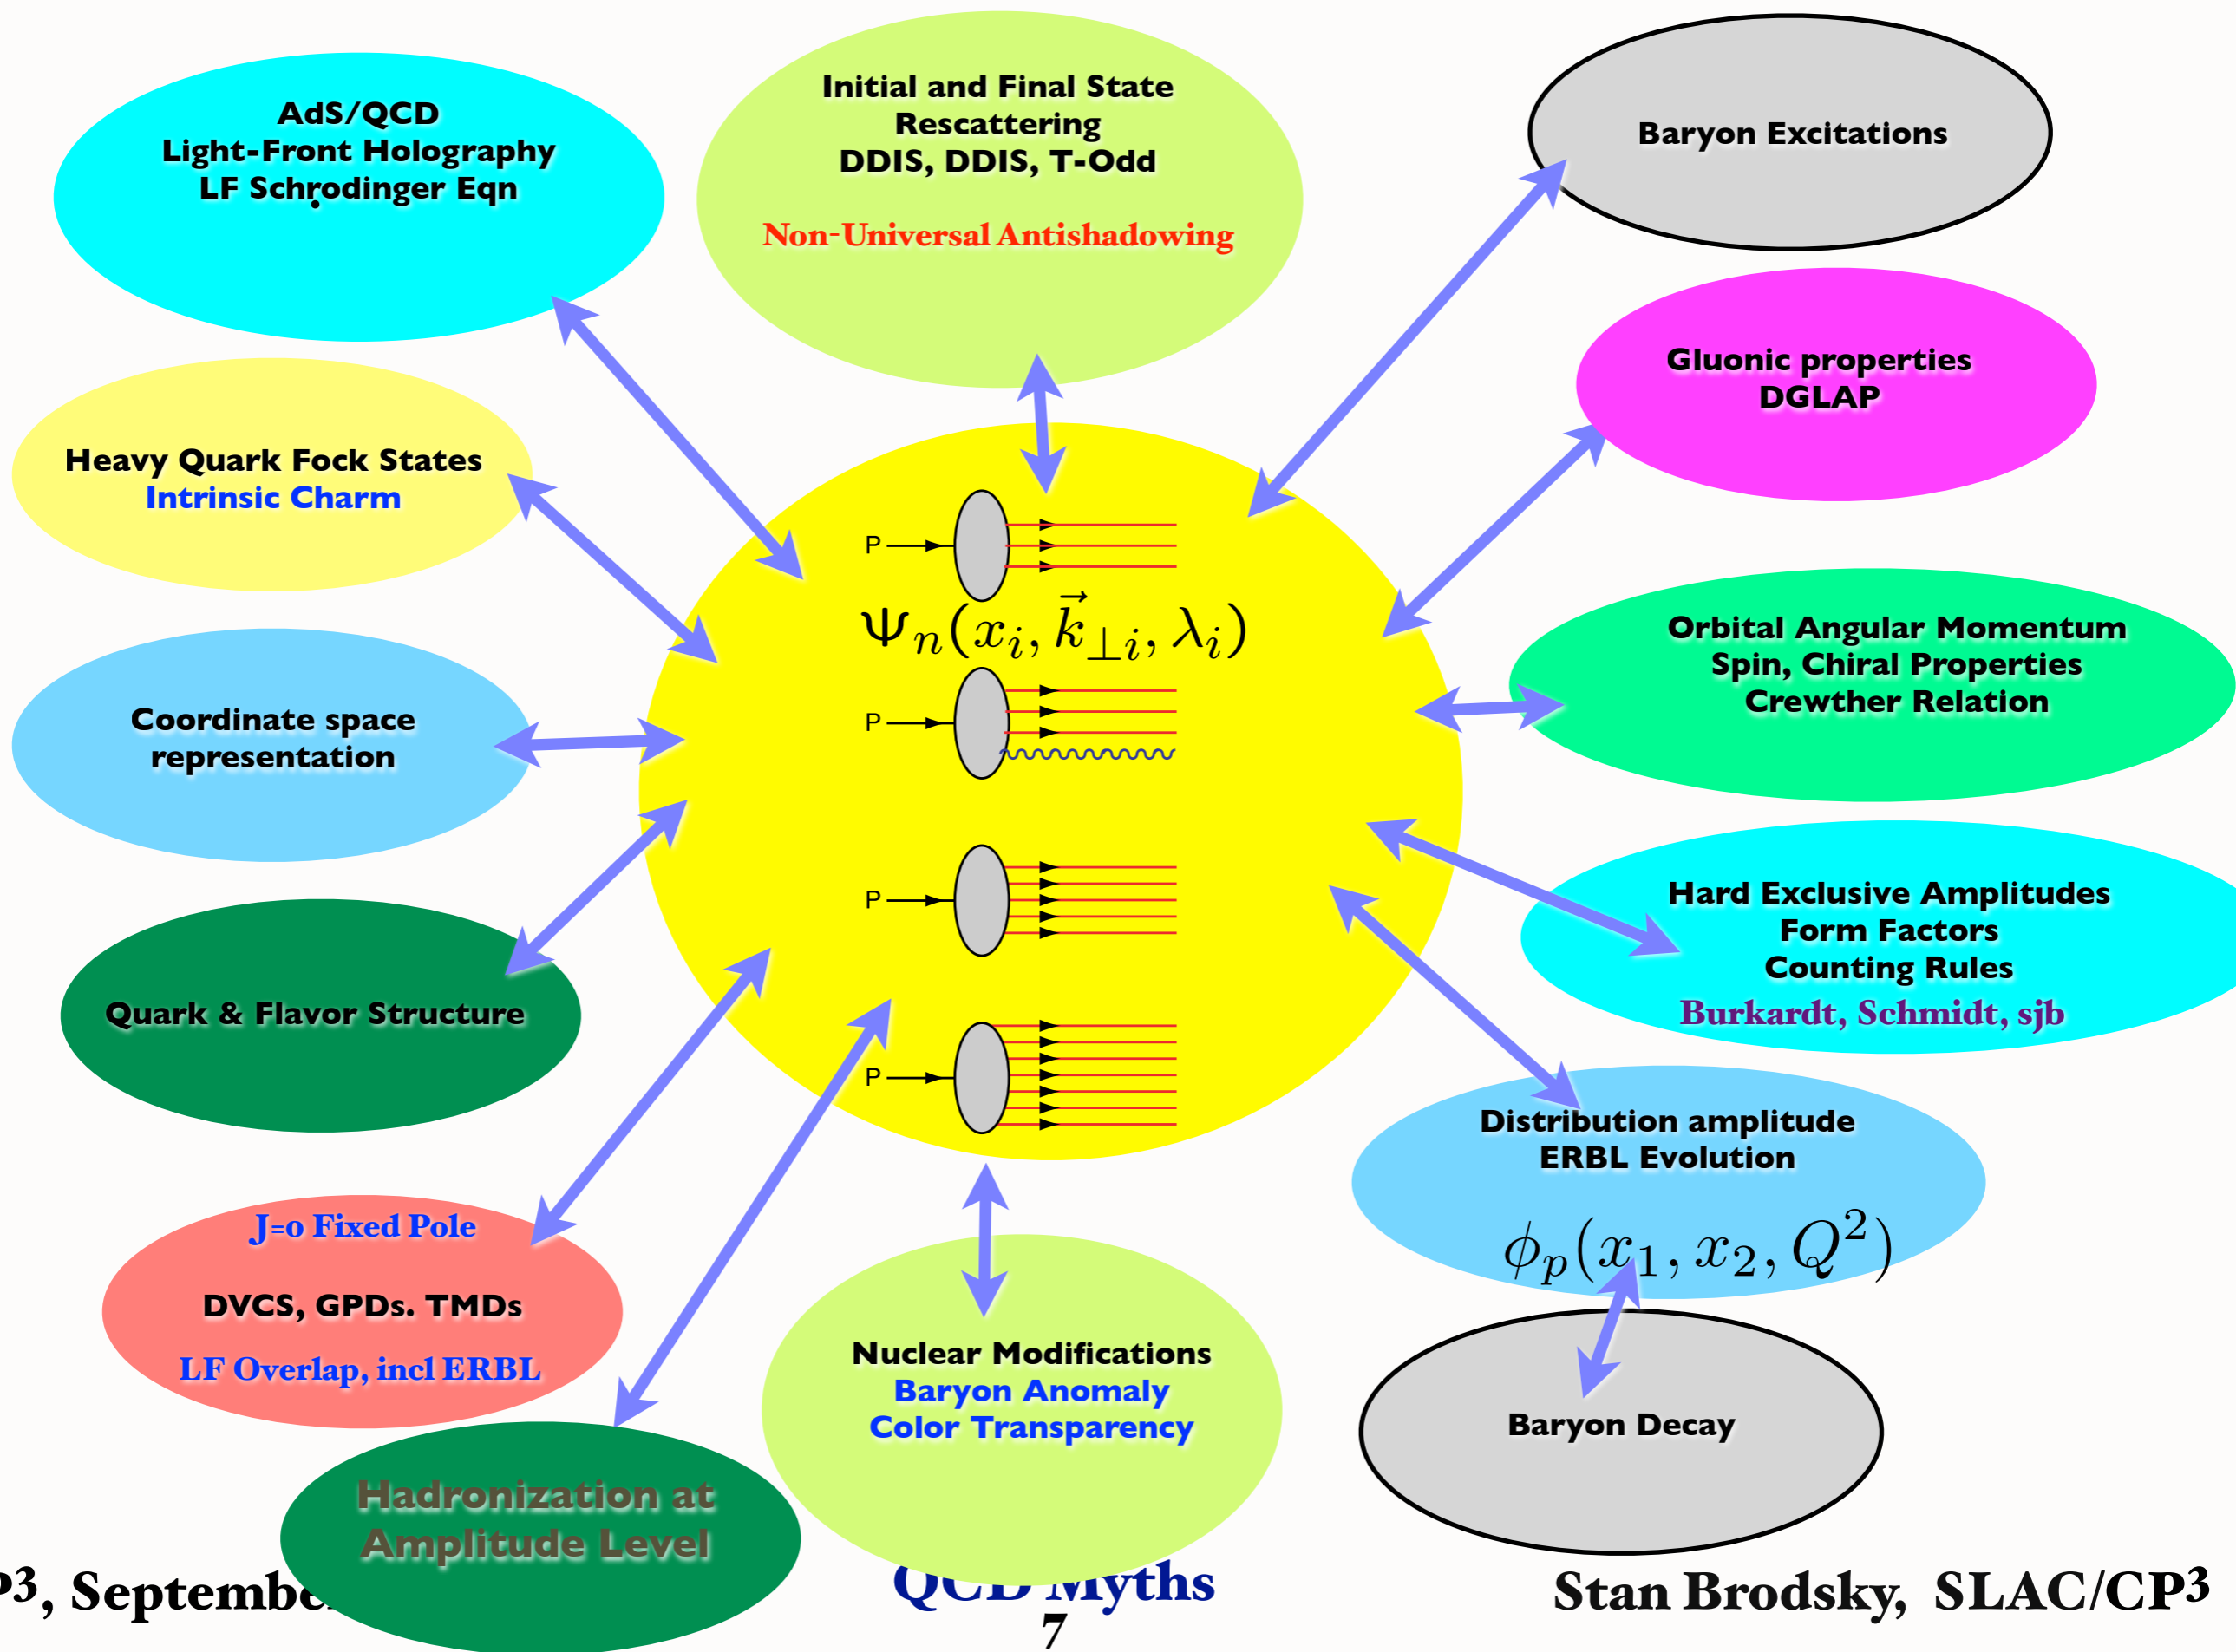 AdS/QCD
Light-Front Holography
LF Schrodinger Eqn
Initial and Final State
Rescattering
DDIS, DDIS, T-Odd
Non-Universal Antishadowing
Baryon Excitations
Gluonic properties
DGLAP
Heavy Quark Fock States
Intrinsic Charm
P
Ψₙ(xᵢ, k⃗⊥ᵢ, λᵢ)
P
P
P
Orbital Angular Momentum
Spin, Chiral Properties
Crewther Relation
Coordinate space
representation
Hard Exclusive Amplitudes
Form Factors
Counting Rules
Burkardt, Schmidt, sjb
Quark & Flavor Structure
Distribution amplitude
ERBL Evolution
ϕₚ(x₁, x₂, Q²)
J=0 Fixed Pole
DVCS, GPDs. TMDs
LF Overlap, incl ERBL
Nuclear Modifications
Baryon Anomaly
Color Transparency
Baryon Decay
Hadronization at
Amplitude Level
P³, September
QCD Myths
Stan Brodsky, SLAC/CP³
7